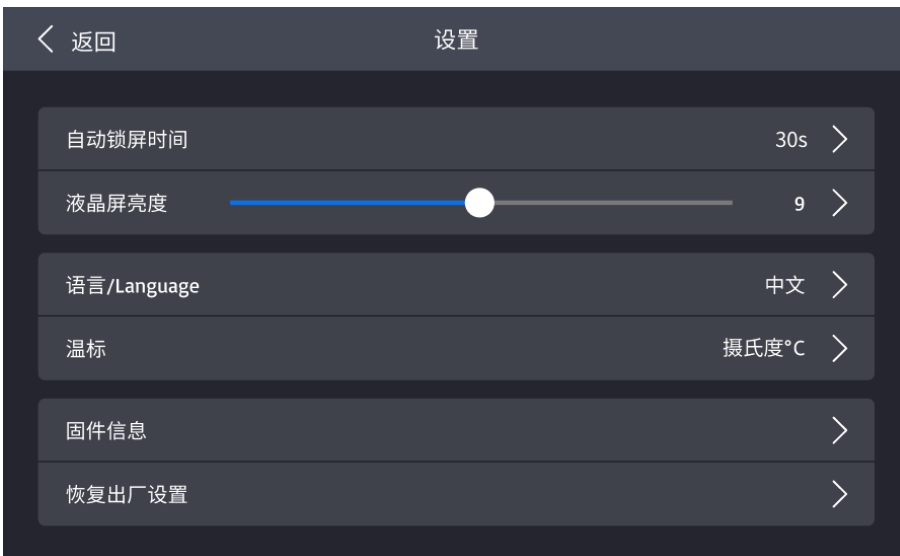 返回
设置
自动锁屏时间 30s
液晶屏亮度 9
语言/Language 中文
温标 摄氏度°C
固件信息
恢复出厂设置